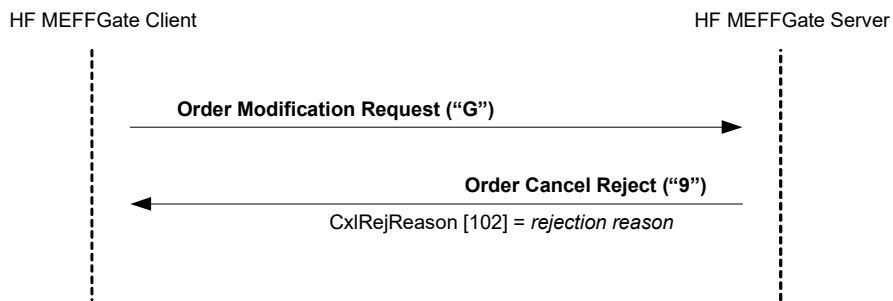 HF MEFFGate Client
HF MEFFGate Server
Order Modification Request (“G”)
Order Cancel Reject (“9”)
CxlRejReason [102] = rejection reason